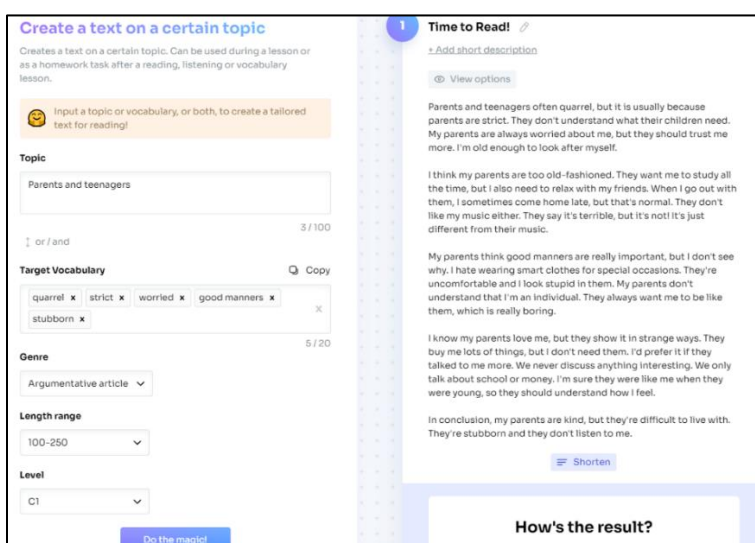 Create a text on a certain topic
Creates a text on a certain topic. Can be used during a lesson or
as a homework task after a reading, listening or vocabulary
lesson.
Input a topic or vocabulary, or both, to create a tailored
text for reading!
Topic
Parents and teenagers
3 / 100
or / and
Target Vocabulary
Copy
quarrel x strict x worried x good manners x
stubborn x
x
5 / 20
Genre
Argumentative article
Length range
100-250
Level
C1
Do the magic!
1
Time to Read!
+ Add short description
View options
Parents and teenagers often quarrel, but it is usually because
parents are strict. They don't understand what their children need.
My parents are always worried about me, but they should trust me
more. I'm old enough to look after myself.
I think my parents are too old-fashioned. They want me to study all
the time, but I also need to relax with my friends. When I go out with
them, I sometimes come home late, but that's normal. They don't
like my music either. They say it's terrible, but it's not! It's just
different from their music.
My parents think good manners are really important, but I don't see
why. I hate wearing smart clothes for special occasions. They're
uncomfortable and I look stupid in them. My parents don't
understand that I'm an individual. They always want me to be like
them, which is really boring.
I know my parents love me, but they show it in strange ways. They
buy me lots of things, but I don't need them. I'd prefer it if they
talked to me more. We never discuss anything interesting. We only
talk about school or money. I'm sure they were like me when they
were young, so they should understand how I feel.
In conclusion, my parents are kind, but they're difficult to live with.
They're stubborn and they don't listen to me.
Shorten
How's the result?